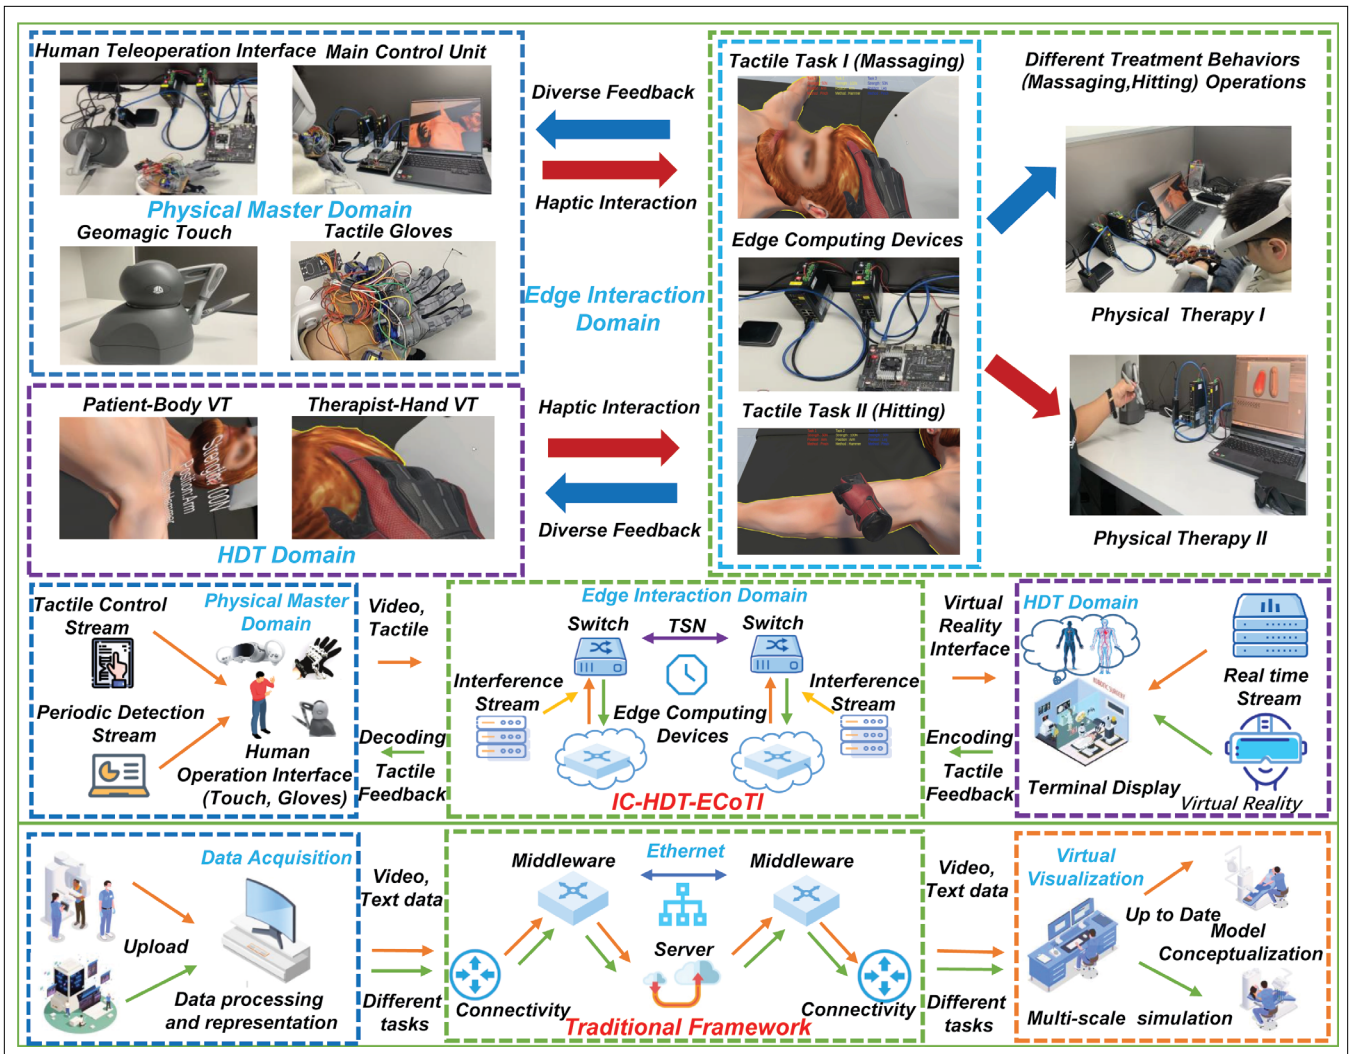 Human Teleoperation Interface
Main Control Unit
Physical Master Domain
Geomagic Touch
Tactile Gloves
Diverse Feedback
Haptic Interaction
Edge Interaction
Domain
Tactile Task I (Massaging)
Edge Computing Devices
Tactile Task II (Hitting)
Different Treatment Behaviors
(Massaging,Hitting) Operations
Physical Therapy I
Physical Therapy II
Patient-Body VT
Therapist-Hand VT
Strength:100N
Position:Arm
HDT Domain
Haptic Interaction
Diverse Feedback
Tactile Control
Stream
Physical Master
Domain
Periodic Detection
Stream
Human
Operation Interface
(Touch, Gloves)
Video,
Tactile
Decoding
Tactile
Feedback
Edge Interaction Domain
Switch
TSN
Switch
Interference
Stream
Edge Computing
Devices
Interference
Stream
IC-HDT-ECoTI
Virtual
Reality
Interface
Encoding
Tactile
Feedback
HDT Domain
Real time
Stream
Terminal Display
Virtual Reality
Data Acquisition
Upload
Data processing
and representation
Video,
Text data
Different
tasks
Middleware
Ethernet
Middleware
Server
Connectivity
Connectivity
Traditional Framework
Video,
Text data
Different
tasks
Virtual
Visualization
Up to Date
Model
Conceptualization
Multi-scale simulation